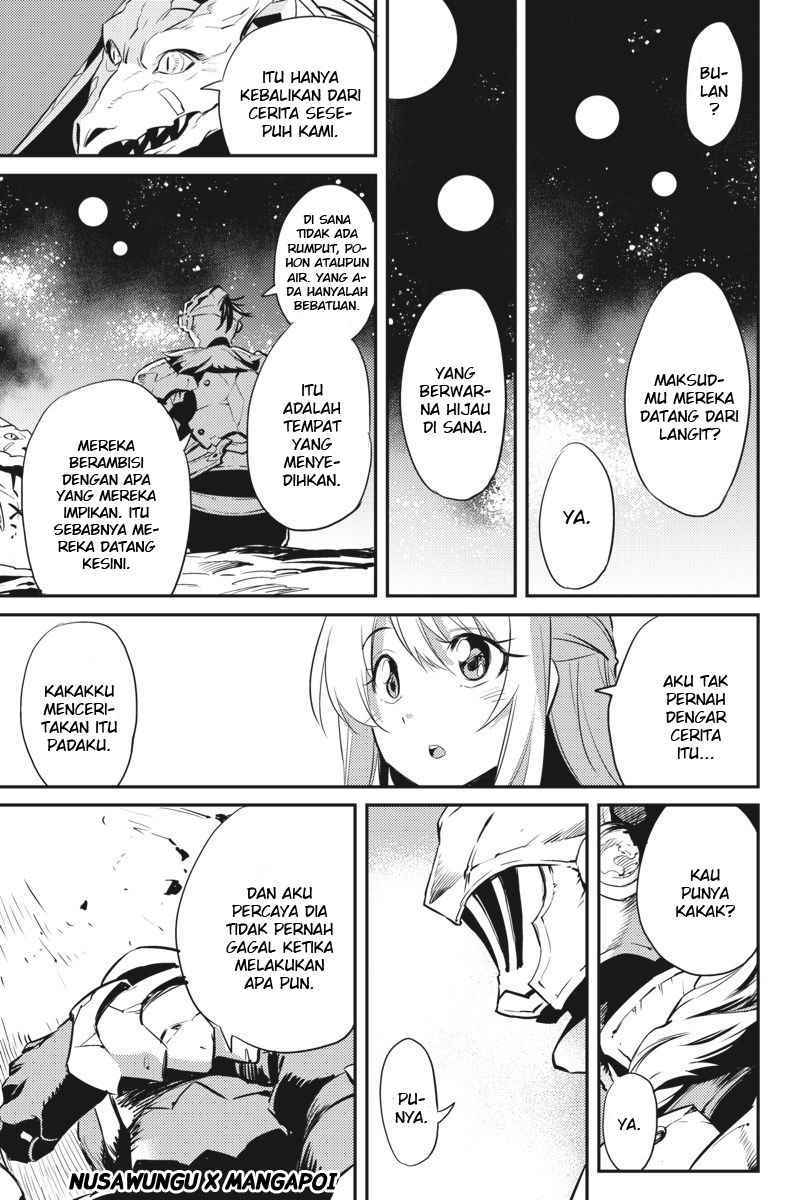 BU-
LAN
?
MAKSUD-
MU MEREKA
DATANG DARI
LANGIT?
YA.
YANG
BERWAR-
NA HIJAU
DI SANA.
ITU HANYA
KEBALIKAN DARI
CERITA SESE-
PUH KAMI.
DI SANA
TIDAK ADA
RUMPUT, PO-
HON ATAUPUN
AIR. YANG A-
DA HANYALAH
BEBATUAN.
ITU
ADALAH
TEMPAT
YANG
MENYE-
DIHKAN.
MEREKA
BERAMBISI
DENGAN APA
YANG MEREKA
IMPIKAN. ITU
SEBABNYA ME-
REKA DATANG
KESINI.
AKU TAK
PERNAH
DENGAR
CERITA
ITU...
KAKAKKU
MENCERI-
TAKAN ITU
PADAKU.
KAU
PUNYA
KAKAK?
YA.
PU-
NYA.
DAN AKU
PERCAYA DIA
TIDAK PERNAH
GAGAL KETIKA
MELAKUKAN
APA PUN.
NUSAWUNGU X MANGAPOI